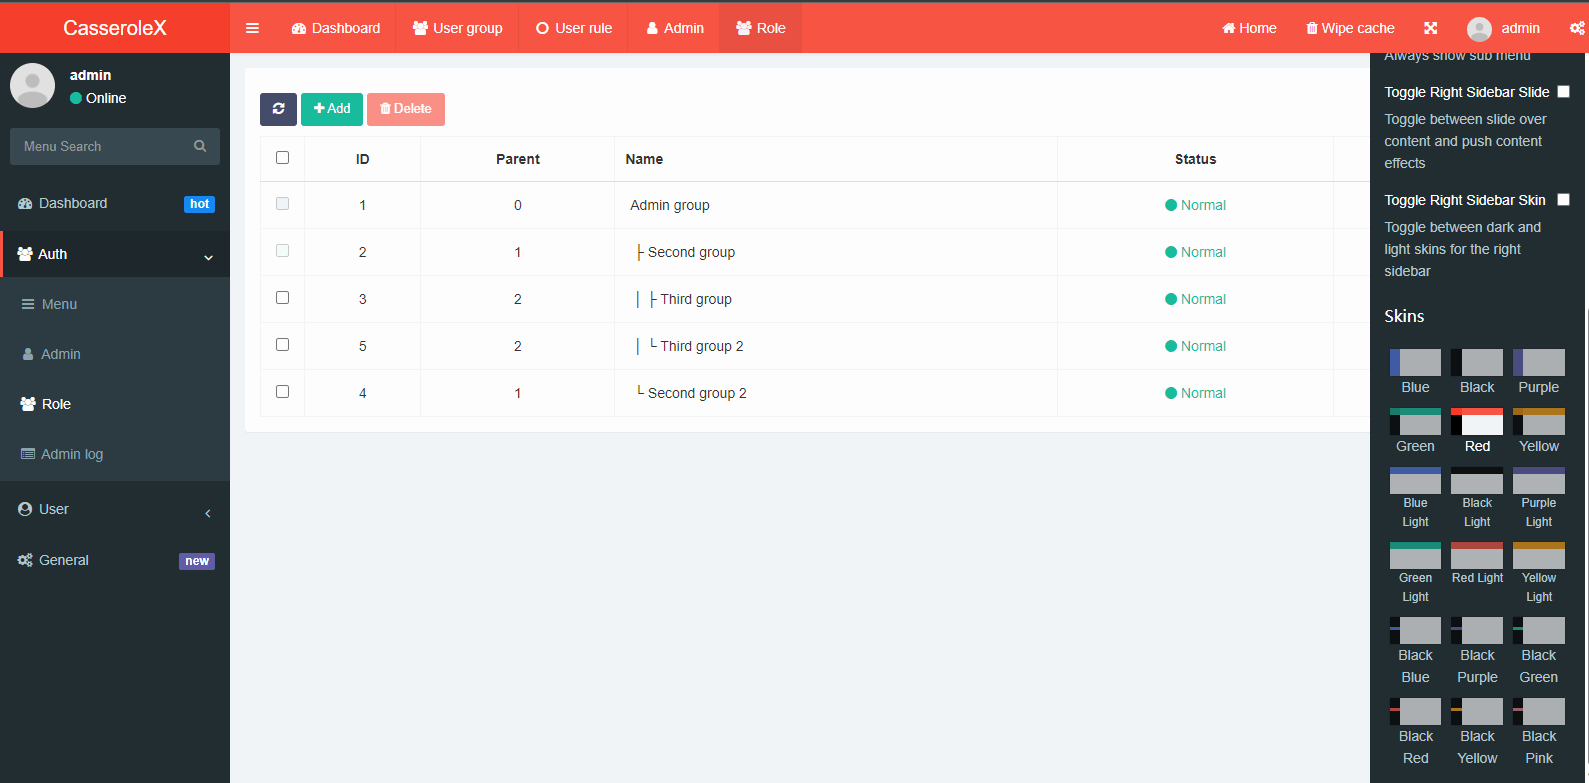 CasseroleX
Dashboard
User group
User rule
Admin
Role
Home
Wipe cache
admin
admin
Online
Menu Search
Dashboard
hot
Auth
Menu
Admin
Role
Admin log
User
General
new
Add
Delete
ID Parent Name Status
1 0 Admin group Normal
2 1 ├ Second group Normal
3 2 │ ├ Third group Normal
5 2 │ └ Third group 2 Normal
4 1 └ Second group 2 Normal
Always show sub menu
Toggle Right Sidebar Slide
Toggle between slide over
content and push content
effects
Toggle Right Sidebar Skin
Toggle between dark and
light skins for the right
sidebar
Skins
Blue
Black
Purple
Green
Red
Yellow
Blue
Light
Black
Light
Purple
Light
Green
Light
Red Light
Yellow
Light
Black
Blue
Black
Purple
Black
Green
Black
Red
Black
Yellow
Black
Pink